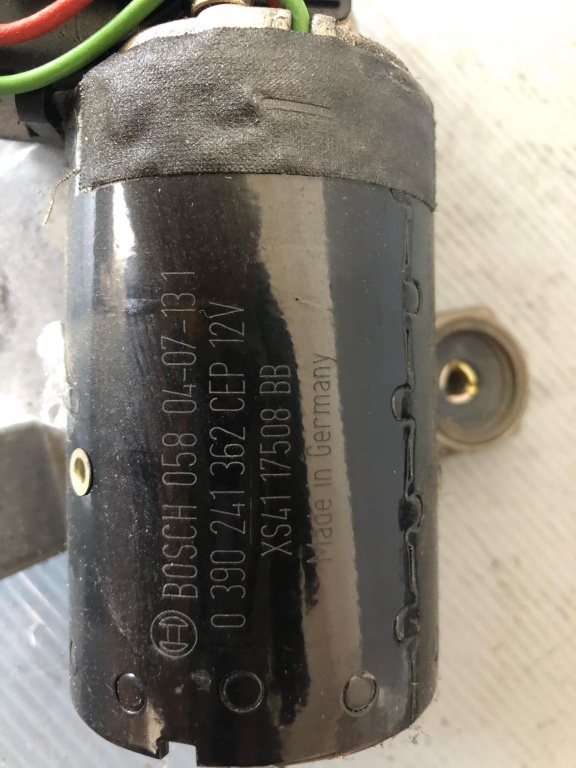 BOSCH 058 04-07-13 1
0 390 241 362 CEP 12V
XS41 17508 BB
Made in Germany